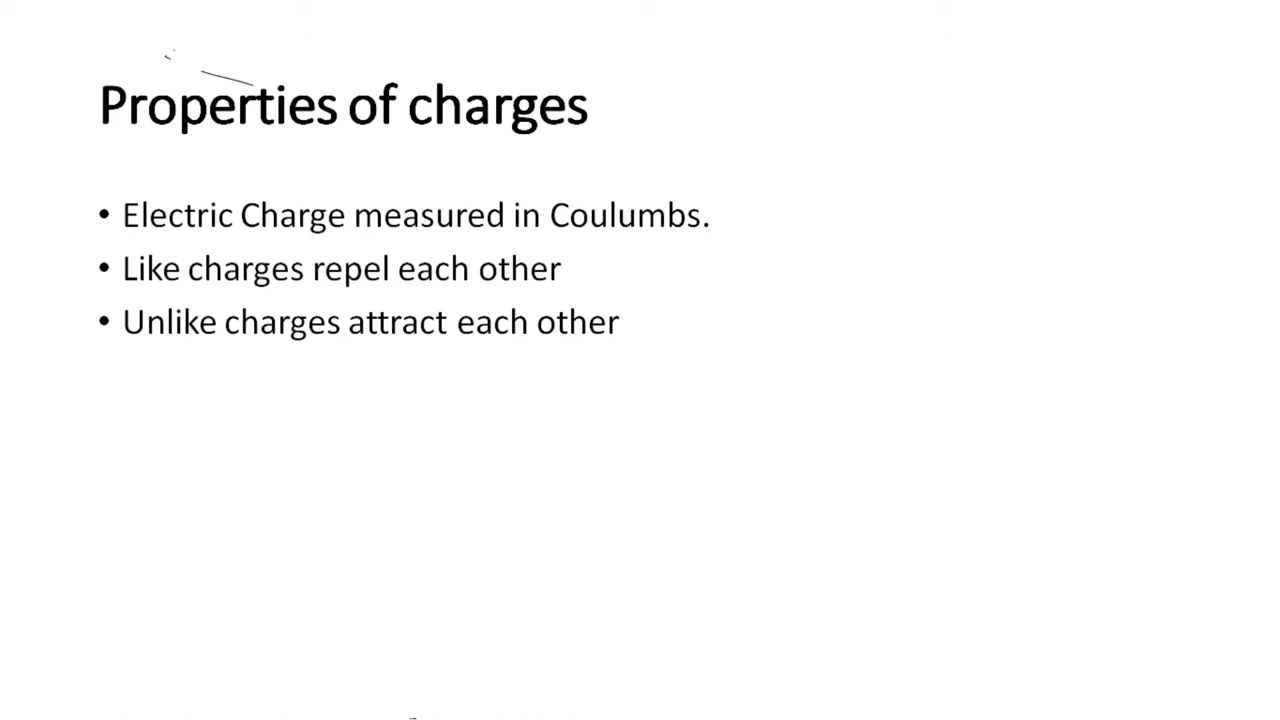 Properties of charges
• Electric Charge measured in Coulumbs.
• Like charges repel each other
• Unlike charges attract each other